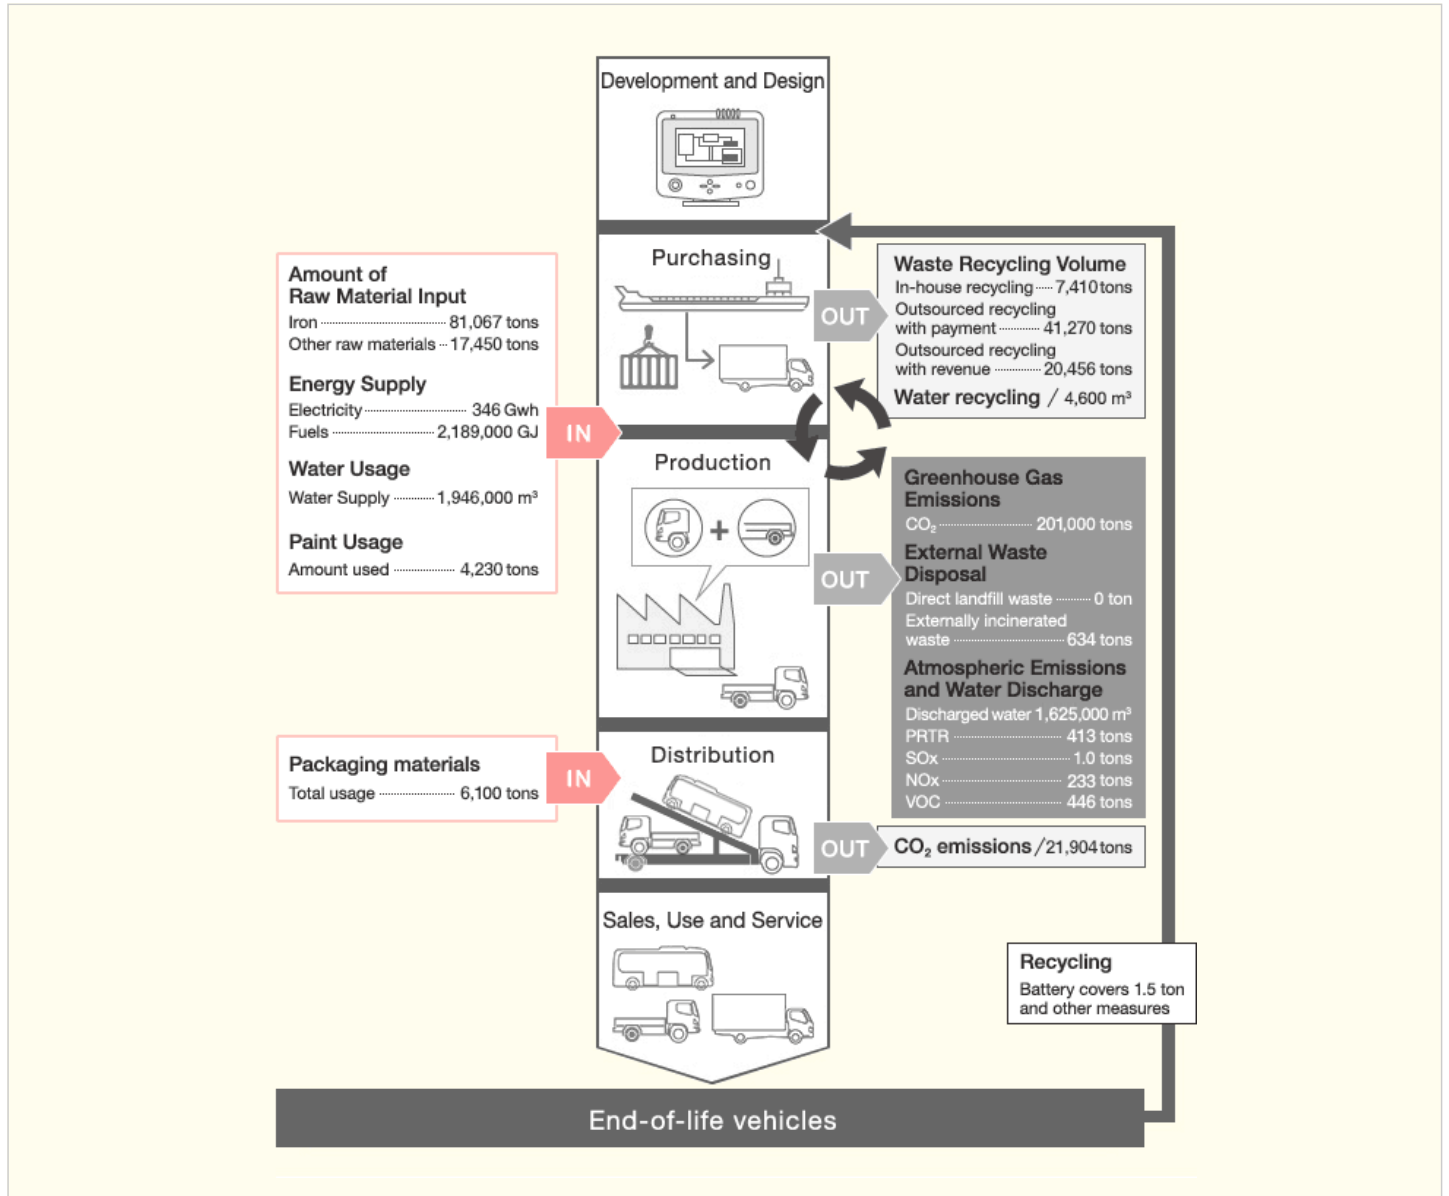 Development and Design
Purchasing
Amount of
Raw Material Input
Iron 81,067 tons
Other raw materials 17,450 tons
Energy Supply
Electricity 346 Gwh
Fuels 2,189,000 GJ
Water Usage
Water Supply 1,946,000 m³
Paint Usage
Amount used 4,230 tons
IN
OUT
Waste Recycling Volume
In-house recycling 7,410 tons
Outsourced recycling
with payment 41,270 tons
Outsourced recycling
with revenue 20,456 tons
Water recycling / 4,600 m³
Production
OUT
Greenhouse Gas
Emissions
CO₂ 201,000 tons
External Waste
Disposal
Direct landfill waste 0 ton
Externally incinerated
waste 634 tons
Atmospheric Emissions
and Water Discharge
Discharged water 1,625,000 m³
PRTR 413 tons
SOx 1.0 tons
NOx 233 tons
VOC 446 tons
Packaging materials
Total usage 6,100 tons
IN
Distribution
OUT
CO₂ emissions / 21,904 tons
Sales, Use and Service
Recycling
Battery covers 1.5 ton
and other measures
End-of-life vehicles